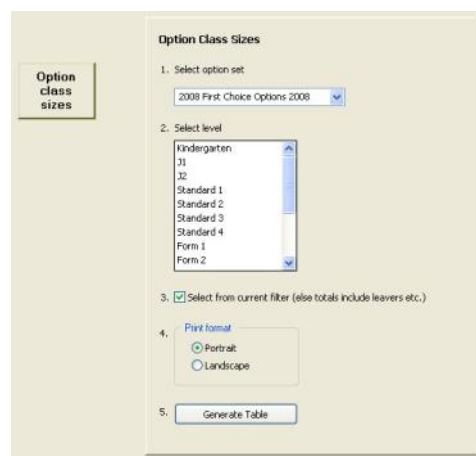 Option
class
sizes
Option Class Sizes
1. Select option set
2008 First Choice Options 2008
2. Select level
Kindergarten
J1
J2
Standard 1
Standard 2
Standard 3
Standard 4
Form 1
Form 2
3. Select from current filter (else totals include leavers etc.)
4. Print format
Portrait
Landscape
5. Generate Table